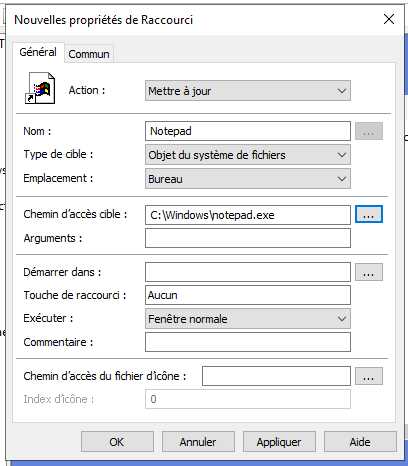 Nouvelles propriétés de Raccourci
Général
Commun
Action :
Mettre à jour
Nom :
Notepad
...
Type de cible :
Objet du système de fichiers
Emplacement :
Bureau
Chemin d'accès cible :
C:\Windows\notepad.exe
...
Arguments :
Démarrer dans :
...
Touche de raccourci :
Aucun
Exécuter :
Fenêtre normale
Commentaire :
Chemin d'accès du fichier d'icône :
...
Index d'icône :
0
OK
Annuler
Appliquer
Aide